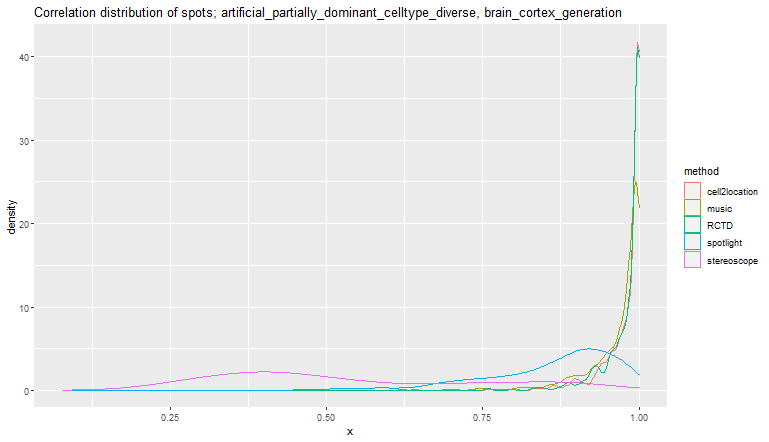 Correlation distribution of spots; artificial_partially_dominant_celltype_diverse, brain_cortex_generation
40
30
20
10
0
density
0.25
0.50
0.75
1.00
x
method
cell2location
music
RCTD
spotlight
stereoscope